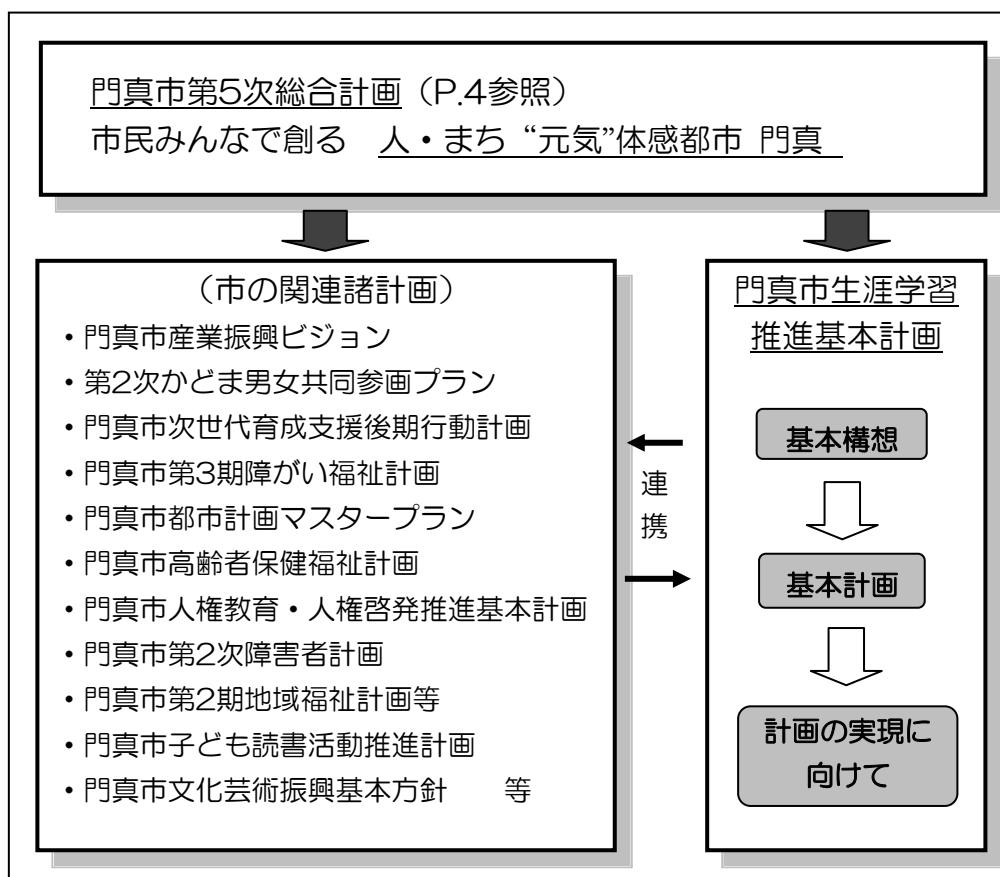 門真市第5次総合計画（P.4参照）
市民みんなで創る　人・まち “元気”体感都市 門真
（市の関連諸計画）
・門真市産業振興ビジョン
・第2次かどま男女共同参画プラン
・門真市次世代育成支援後期行動計画
・門真市第3期障がい福祉計画
・門真市都市計画マスタープラン
・門真市高齢者保健福祉計画
・門真市人権教育・人権啓発推進基本計画
・門真市第2次障害者計画
・門真市第2期地域福祉計画等
・門真市子ども読書活動推進計画
・門真市文化芸術振興基本方針　　等
連
携
門真市生涯学習
推進基本計画
基本構想
基本計画
計画の実現に
向けて